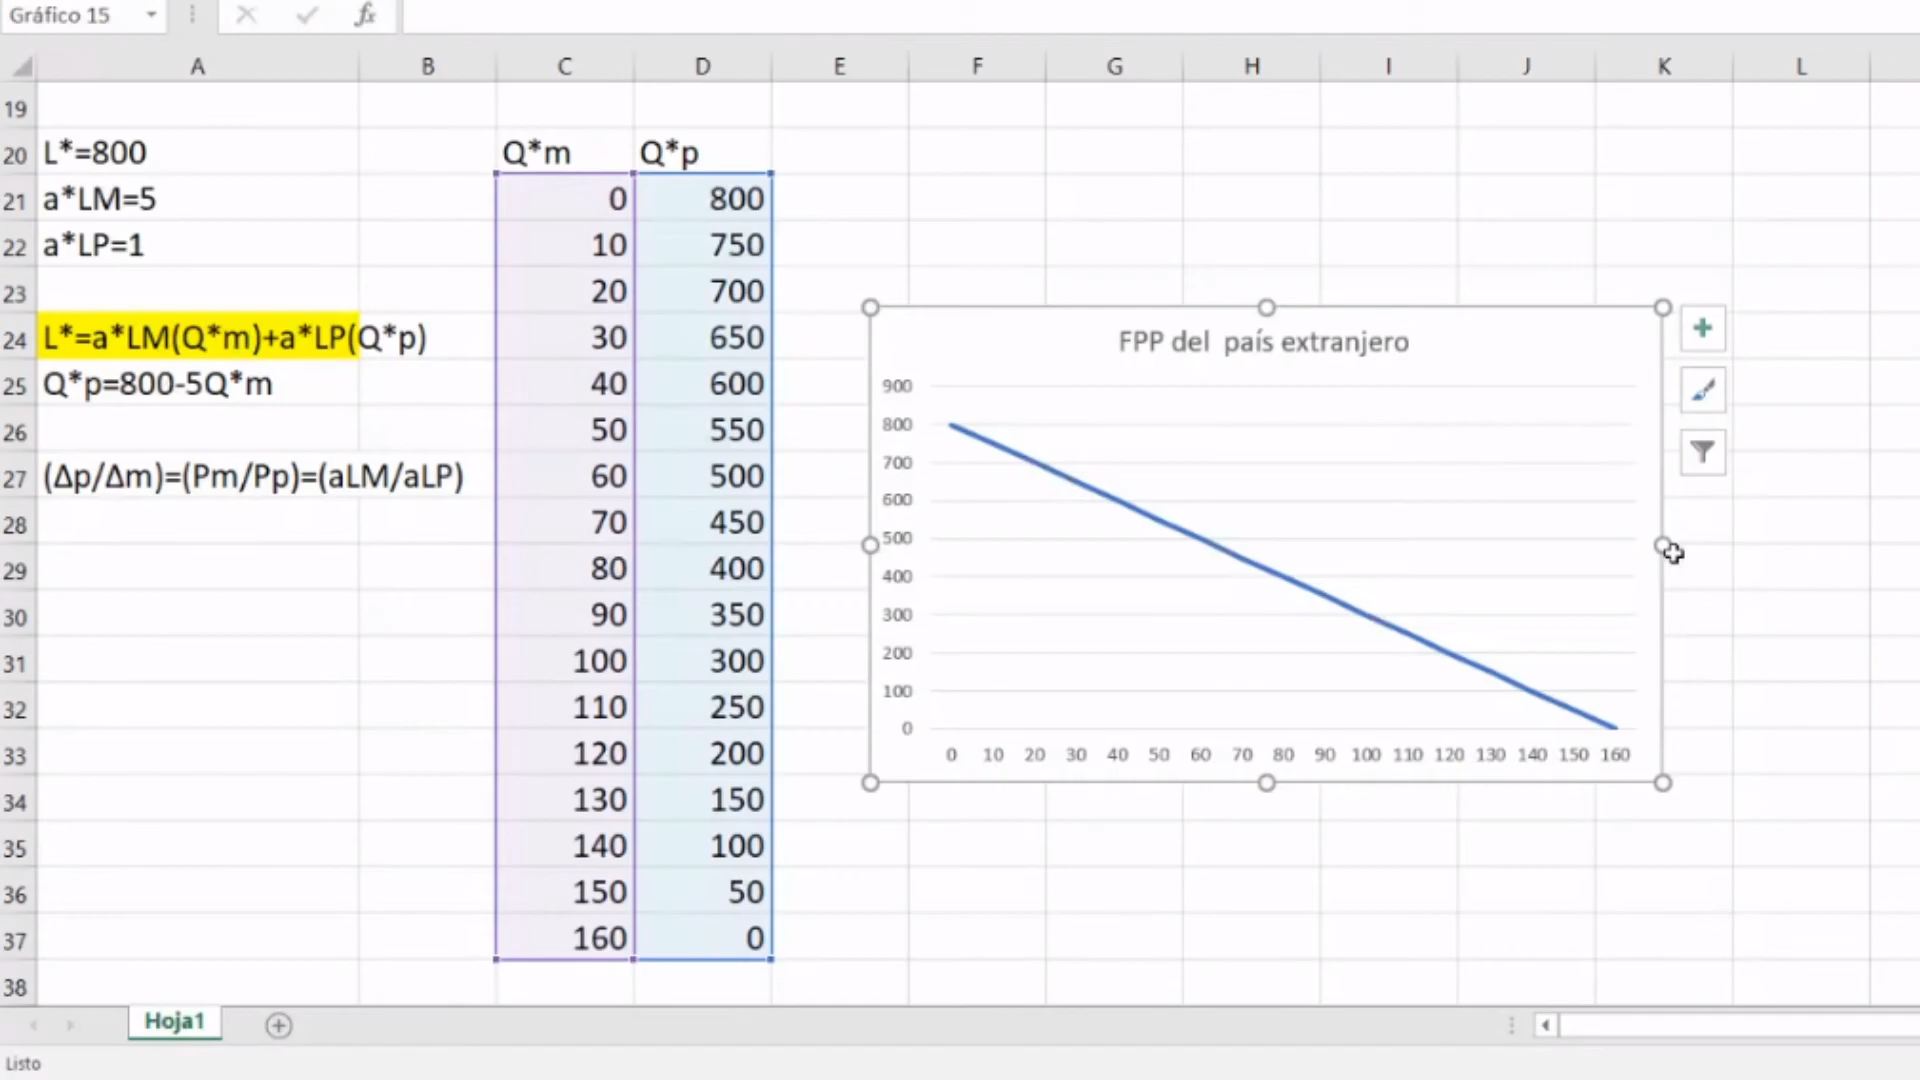 Gráfico 15
fx
A B C D E F G H I J K L
19
20 L*=800 Q*m Q*p
21 a*LM=5 0 800
22 a*LP=1 10 750
23 20 700
24 L*=a*LM(Q*m)+a*LP(Q*p) 30 650
25 Q*p=800-5Q*m 40 600
26 50 550
27 (Δp/Δm)=(Pm/Pp)=(aLM/aLP) 60 500
28 70 450
29 80 400
30 90 350
31 100 300
32 110 250
33 120 200
34 130 150
35 140 100
36 150 50
37 160 0
38
FPP del  país extranjero
900
800
700
600
500
400
300
200
100
0
0 10 20 30 40 50 60 70 80 90 100 110 120 130 140 150 160
Hoja1
Listo